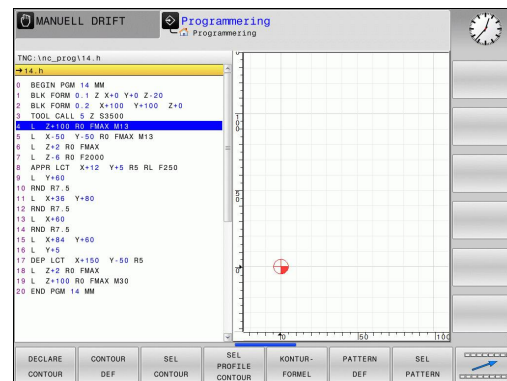 MANUELL DRIFT
Programmering
Programmering
TNC:\nc_prog\14.h
→14.h
0 BEGIN PGM 14 MM
1 BLK FORM 0.1 Z X+0 Y+0 Z-20
2 BLK FORM 0.2 X+100 Y+100 Z+0
3 TOOL CALL 5 Z S3500
4 L Z+100 R0 FMAX M13
5 L X-50 Y-50 R0 FMAX M13
6 L Z+2 R0 FMAX
7 L Z-6 R0 F2000
8 APPR LCT X+12 Y+5 R5 RL F250
9 L Y+60
10 RND R7.5
11 L X+36 Y+80
12 RND R7.5
13 L X+60
14 RND R7.5
15 L X+84 Y+60
16 L Y+5
17 DEP LCT X+150 Y-50 R5
18 L Z+2 R0 FMAX
19 L Z+100 R0 FMAX M30
20 END PGM 14 MM
100
50
0
0
50
100
DECLARE CONTOUR
CONTOUR DEF
SEL CONTOUR
SEL PROFILE CONTOUR
KONTUR-FORMEL
PATTERN DEF
SEL PATTERN